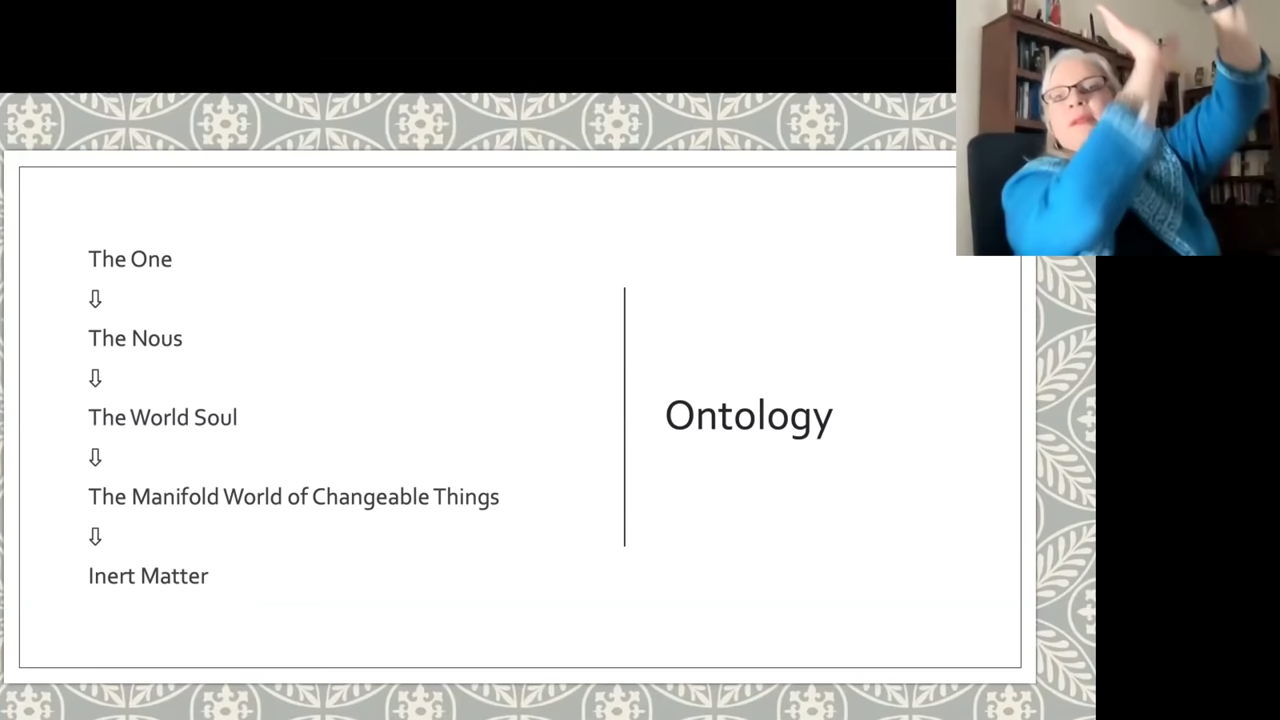 The One
⇩
The Nous
⇩
The World Soul
⇩
The Manifold World of Changeable Things
⇩
Inert Matter
Ontology